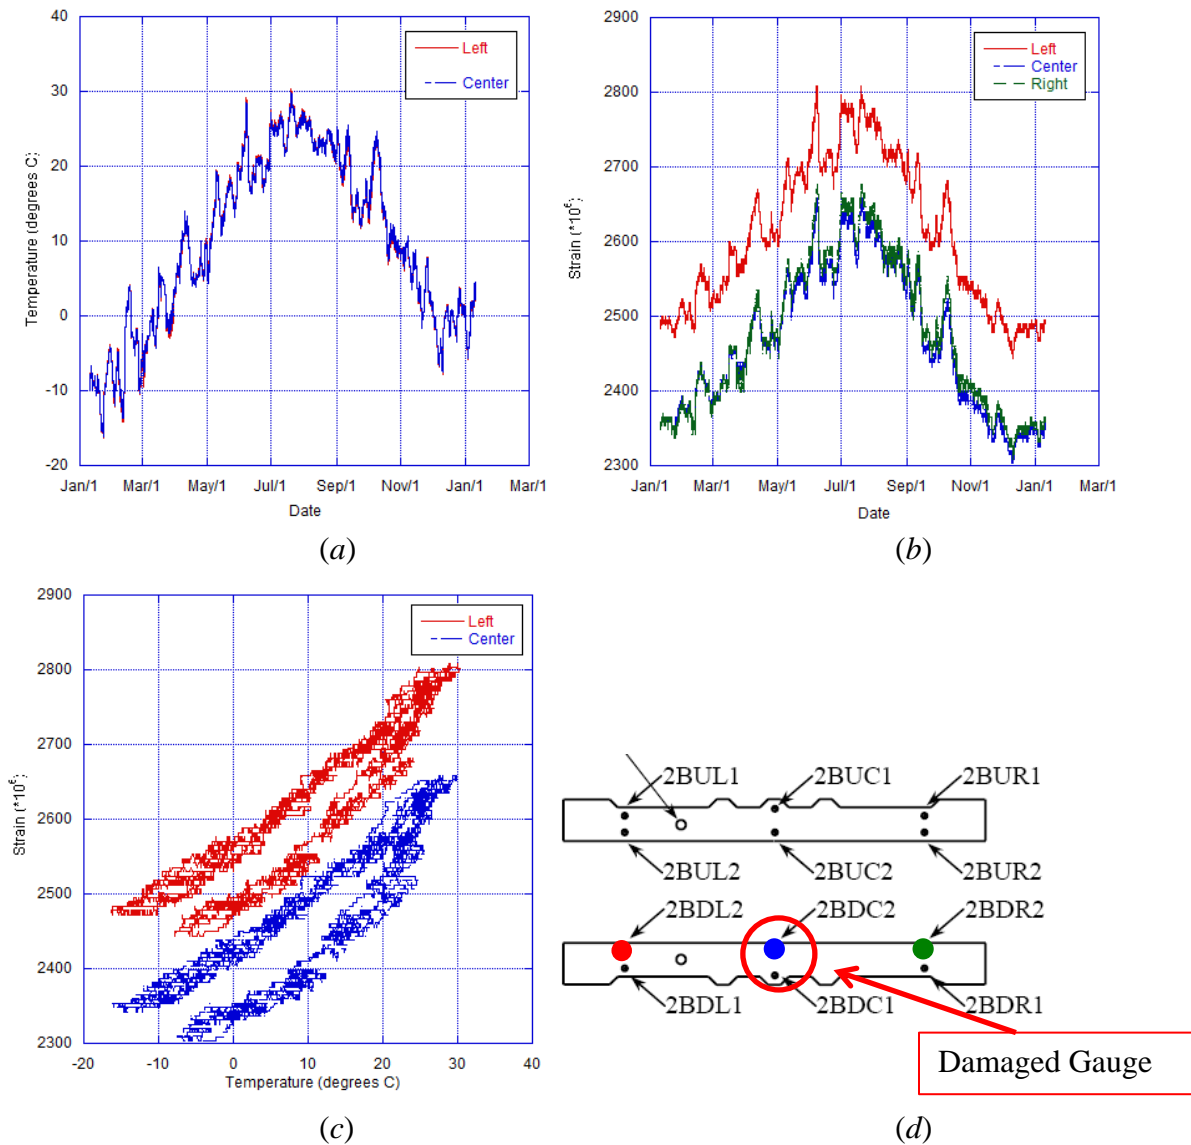 40
30
20
10
0
-10
-20
Temperature (degrees C)
Left
Center
Jan/1 Mar/1 May/1 Jul/1 Sep/1 Nov/1 Jan/1 Mar/1
Date
(a)
2900
2800
2700
2600
2500
2400
2300
Strain (*10⁶)
Left
Center
Right
Jan/1 Mar/1 May/1 Jul/1 Sep/1 Nov/1 Jan/1 Mar/1
Date
(b)
2900
2800
2700
2600
2500
2400
2300
Strain (*10⁶)
Left
Center
-20 -10 0 10 20 30 40
Temperature (degrees C)
(c)
2BUL1 2BUC1 2BUR1
2BUL2 2BUC2 2BUR2
2BDL2 2BDC2 2BDR2
2BDL1 2BDC1 2BDR1
Damaged Gauge
(d)